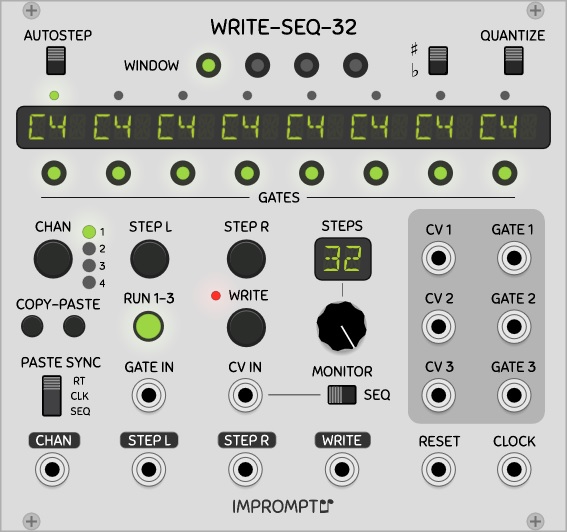 WRITE-SEQ-32
AUTOSTEP
QUANTIZE
WINDOW
♯
♭
C4 C4 C4 C4 C4 C4 C4 C4
GATES
CHAN
1
2
3
4
STEP L
STEP R
STEPS
32
CV 1
GATE 1
COPY-PASTE
RUN 1-3
WRITE
CV 2
GATE 2
PASTE SYNC
RT
CLK
SEQ
GATE IN
CV IN
MONITOR
SEQ
CV 3
GATE 3
CHAN
STEP L
STEP R
WRITE
RESET
CLOCK
IMPROMPTU